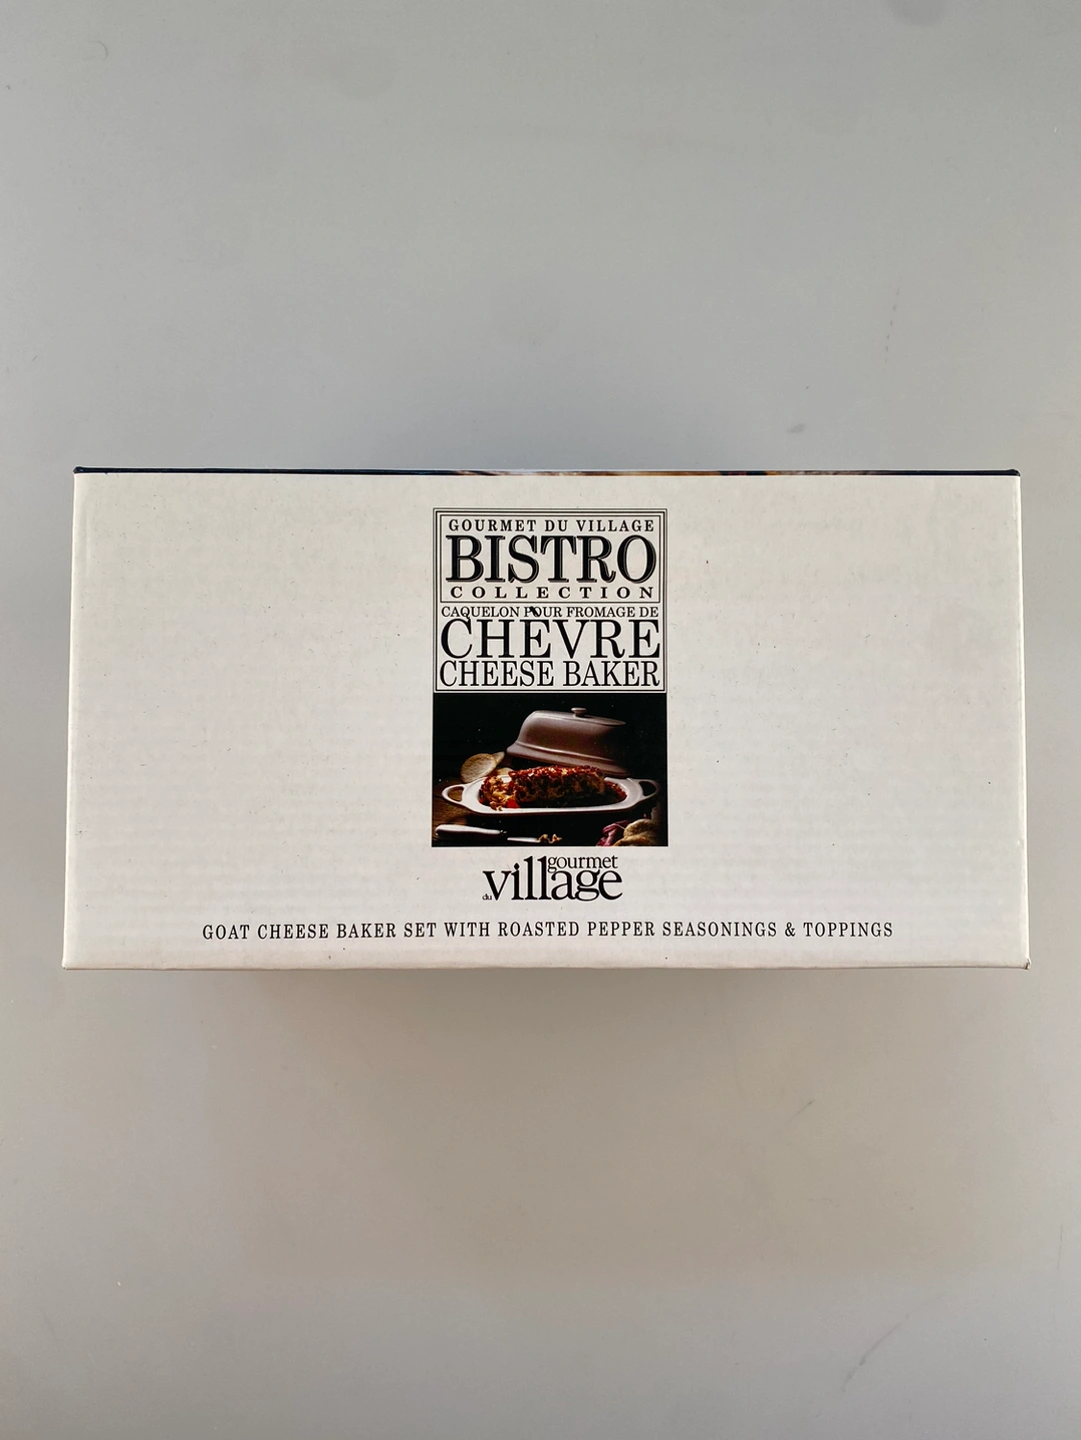 GOURMET DU VILLAGE
BISTRO
COLLECTION
CAQUELON POUR FROMAGE DE
CHÈVRE
CHEESE BAKER
gourmet
du village
GOAT CHEESE BAKER SET WITH ROASTED PEPPER SEASONINGS & TOPPINGS